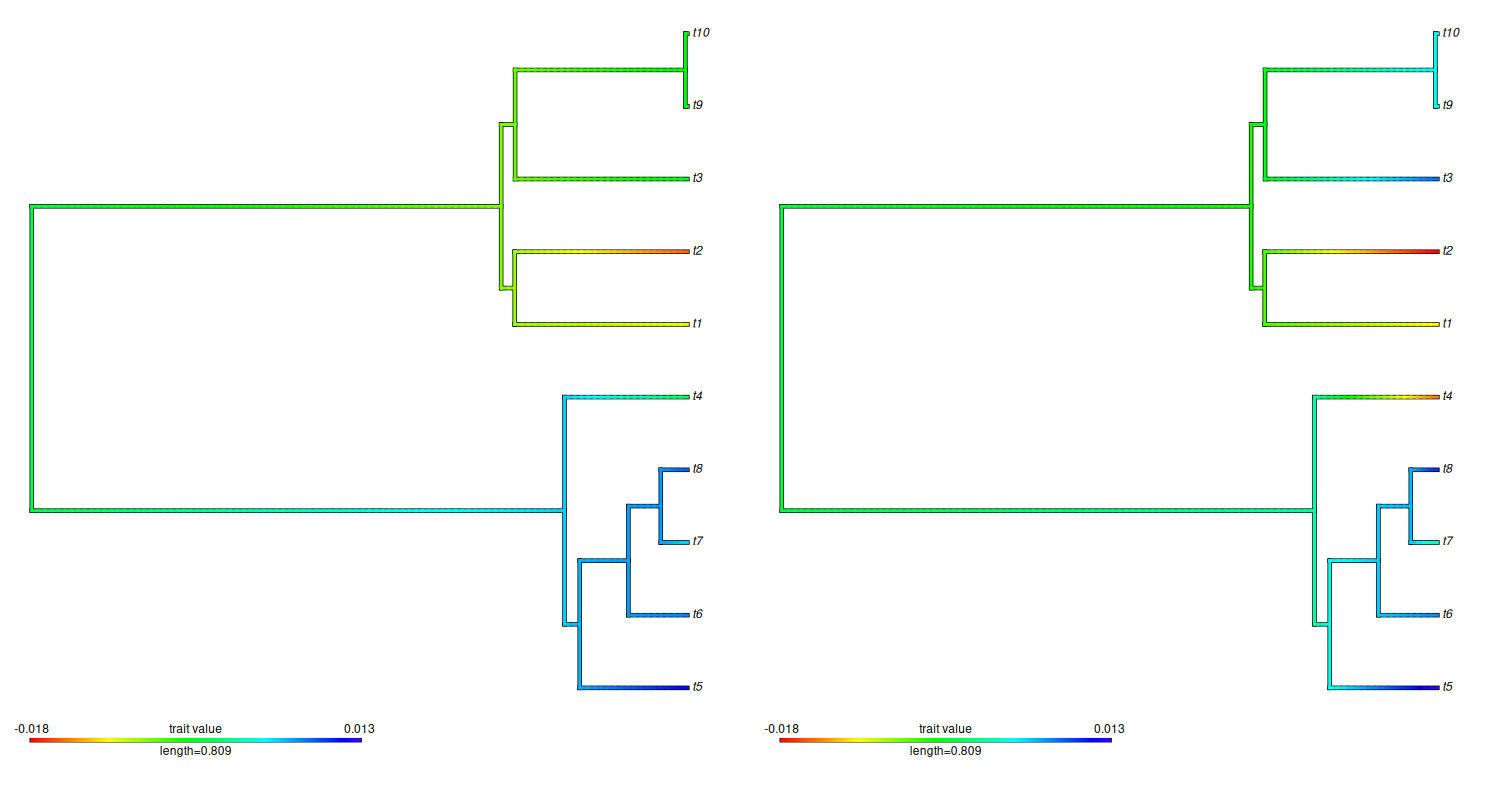 t10
t9
t3
t2
t1
t4
t8
t7
t6
t5
-0.018 trait value 0.013
length=0.809
t10
t9
t3
t2
t1
t4
t8
t7
t6
t5
-0.018 trait value 0.013
length=0.809